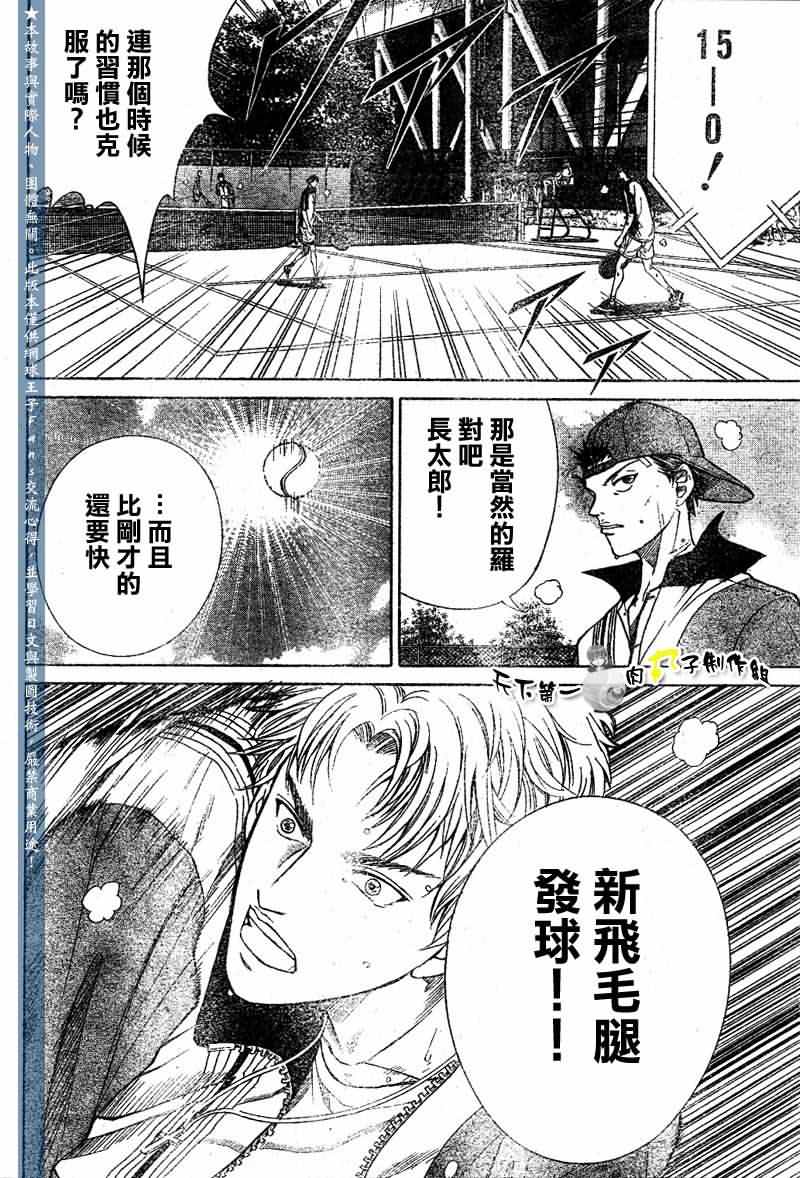 15—0！
連那個時候
的習慣也克
服了嗎？
那是當然的羅
對吧
長太郎！
…而且
比剛才的
還要快
天下第一
肉丸子制作組
新飛毛腿
發球！！
★本故事與實際人物、團體無關。此版本僅供網球王子Fans交流心得，並學習日文與製圖技術，嚴禁商業用途！